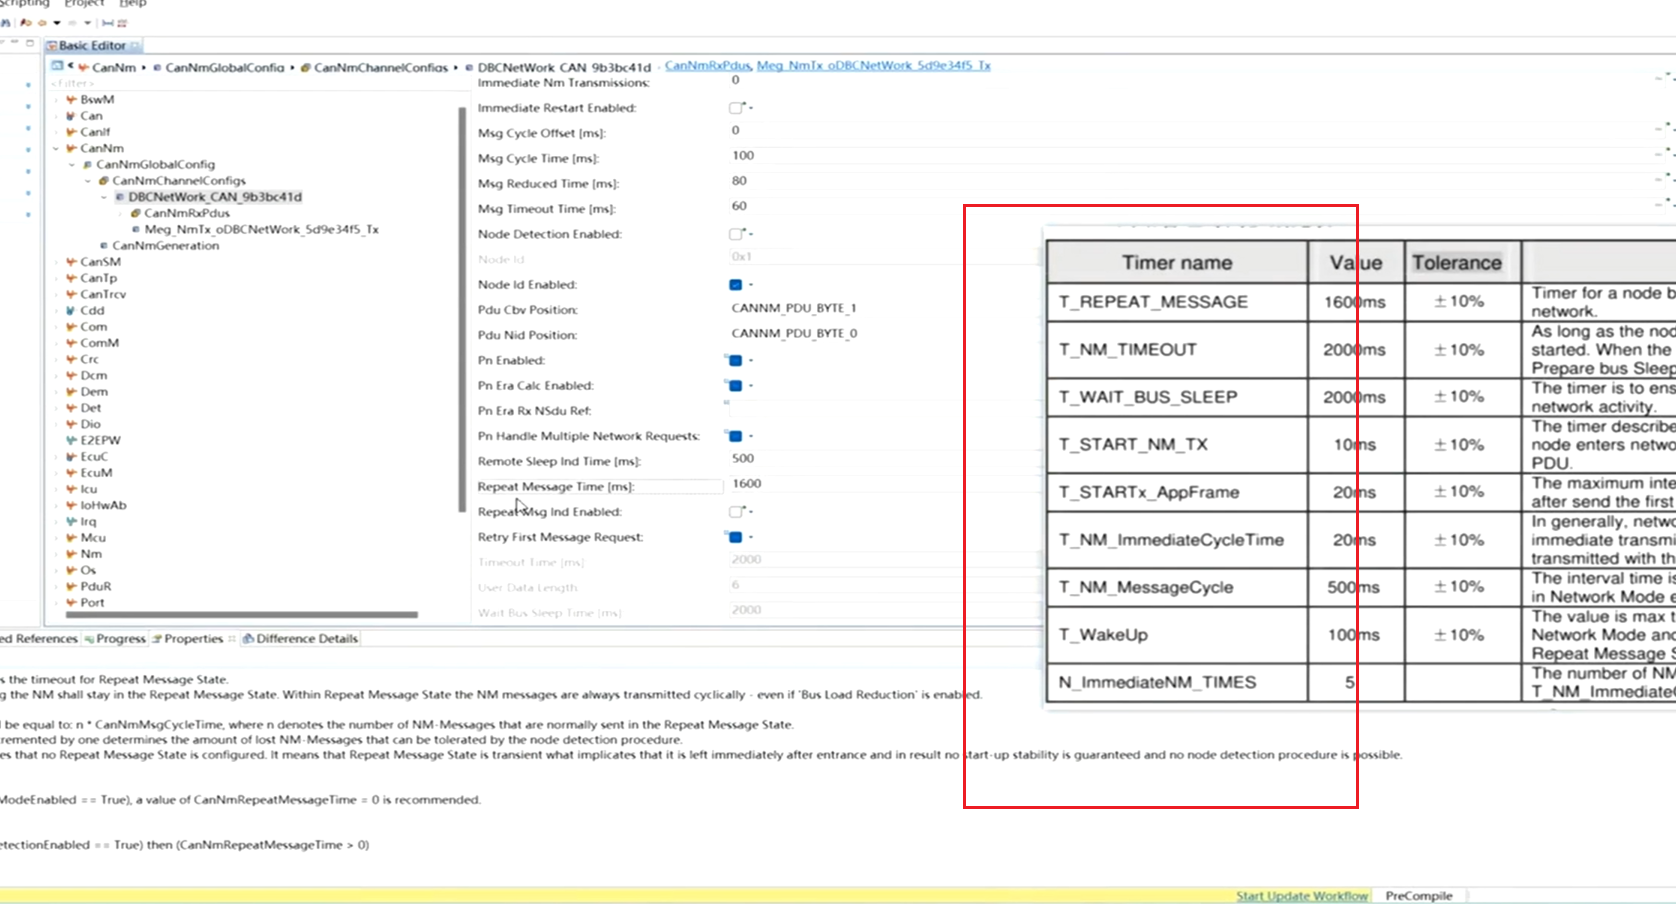 Scripting Project Help
Basic Editor
CanNm CanNmGlobalConfig CanNmChannelConfigs DBCNetWork_CAN_9b3bc41d - CanNmRxPdus, Meg_NmTx_oDBCNetWork_5d9e34f5_Tx
<filter>
BswM
Can
CanIf
CanNm
CanNmGlobalConfig
CanNmChannelConfigs
DBCNetWork_CAN_9b3bc41d
CanNmRxPdus
Meg_NmTx_oDBCNetWork_5d9e34f5_Tx
CanNmGeneration
CanSM
CanTp
CanTrcv
Cdd
Com
ComM
Crc
Dcm
Dem
Det
Dio
E2EPW
EcuC
EcuM
Icu
IoHwAb
Irq
Mcu
Nm
Os
PduR
Port
Immediate Nm Transmissions: 0
Immediate Restart Enabled:
Msg Cycle Offset [ms]: 0
Msg Cycle Time [ms]: 100
Msg Reduced Time [ms]: 80
Msg Timeout Time [ms]: 60
Node Detection Enabled:
Node Id 0x1
Node Id Enabled:
Pdu Cbv Position: CANNM_PDU_BYTE_1
Pdu Nid Position: CANNM_PDU_BYTE_0
Pn Enabled:
Pn Era Calc Enabled:
Pn Era Rx NSdu Ref:
Pn Handle Multiple Network Requests:
Remote Sleep Ind Time [ms]: 500
Repeat Message Time [ms]: 1600
Repeat Msg Ind Enabled:
Retry First Message Request:
Timeout Time [ms] 2000
User Data Length 6
Wait Bus Sleep Time [ms] 2000
Timer name Value Tolerance
T_REPEAT_MESSAGE 1600ms ±10% Timer for a node b
network.
T_NM_TIMEOUT 2000ms ±10% As long as the nod
started. When the
Prepare bus Sleep
T_WAIT_BUS_SLEEP 2000ms ±10% The timer is to ens
network activity.
T_START_NM_TX 10ms ±10% The timer describe
node enters netwo
PDU.
T_STARTx_AppFrame 20ms ±10% The maximum inte
after send the first
T_NM_ImmediateCycleTime 20ms ±10% In generally, netwo
immediate transmi
transmitted with th
T_NM_MessageCycle 500ms ±10% The interval time is
in Network Mode e
T_WakeUp 100ms ±10% The value is max t
Network Mode and
Repeat Message S
N_ImmediateNM_TIMES 5 The number of NM
T_NM_Immediate
ed References Progress Properties Difference Details
s the timeout for Repeat Message State.
g the NM shall stay in the Repeat Message State. Within Repeat Message State the NM messages are always transmitted cyclically - even if 'Bus Load Reduction' is enabled.
l be equal to: n * CanNmMsgCycleTime, where n denotes the number of NM-Messages that are normally sent in the Repeat Message State.
remented by one determines the amount of lost NM-Messages that can be tolerated by the node detection procedure.
es that no Repeat Message State is configured. It means that Repeat Message State is transient what implicates that it is left immediately after entrance and in result no start-up stability is guaranteed and no node detection procedure is possible.
ModeEnabled == True), a value of CanNmRepeatMessageTime = 0 is recommended.
etectionEnabled == True) then (CanNmRepeatMessageTime > 0)
Start Update Workflow PreCompile